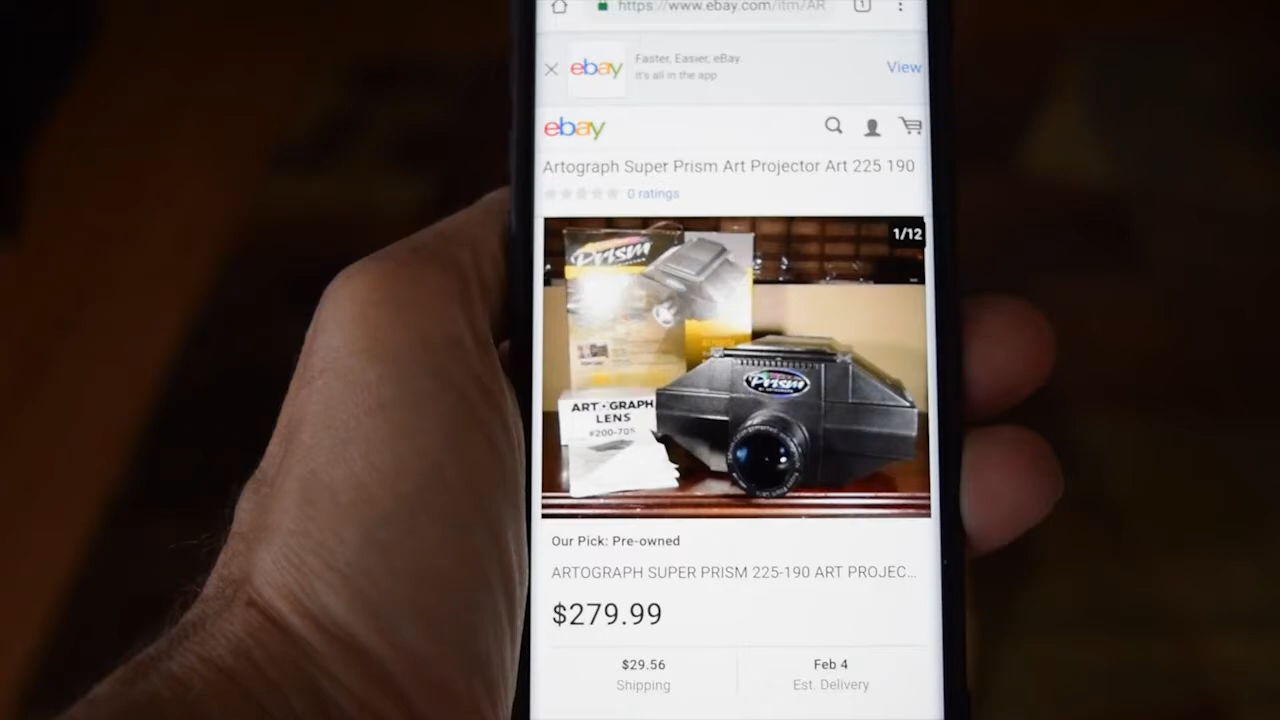 https://www.ebay.com/itm/AR
1
ebay
Faster, Easier, eBay
It's all in the app
View
ebay
Artograph Super Prism Art Projector Art 225 190
0 ratings
1/12
Prism
Prism
ART·GRAPH
LENS
#200-705
Our Pick: Pre-owned
ARTOGRAPH SUPER PRISM 225-190 ART PROJEC...
$279.99
$29.56
Shipping
Feb 4
Est. Delivery